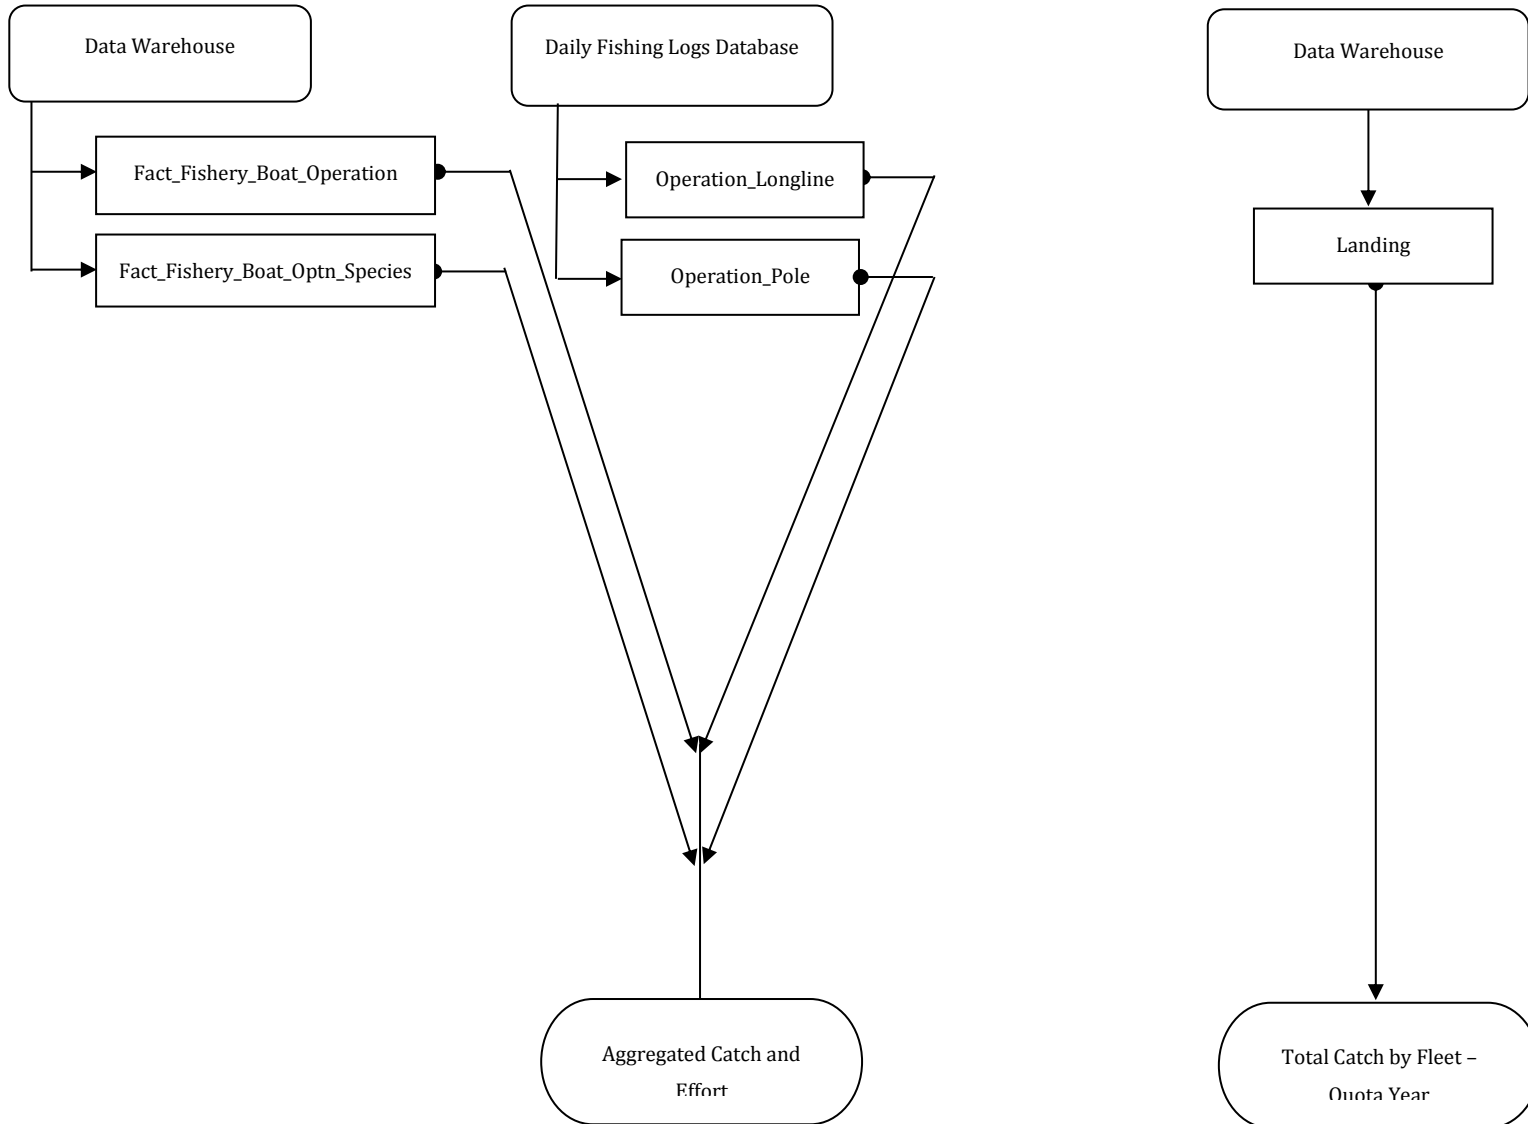 Data Warehouse
Daily Fishing Logs Database
Data Warehouse
Fact_Fishery_Boat_Operation
Operation_Longline
Fact_Fishery_Boat_Optn_Species
Operation_Pole
Landing
Aggregated Catch and
Effort
Total Catch by Fleet –
Quota Year